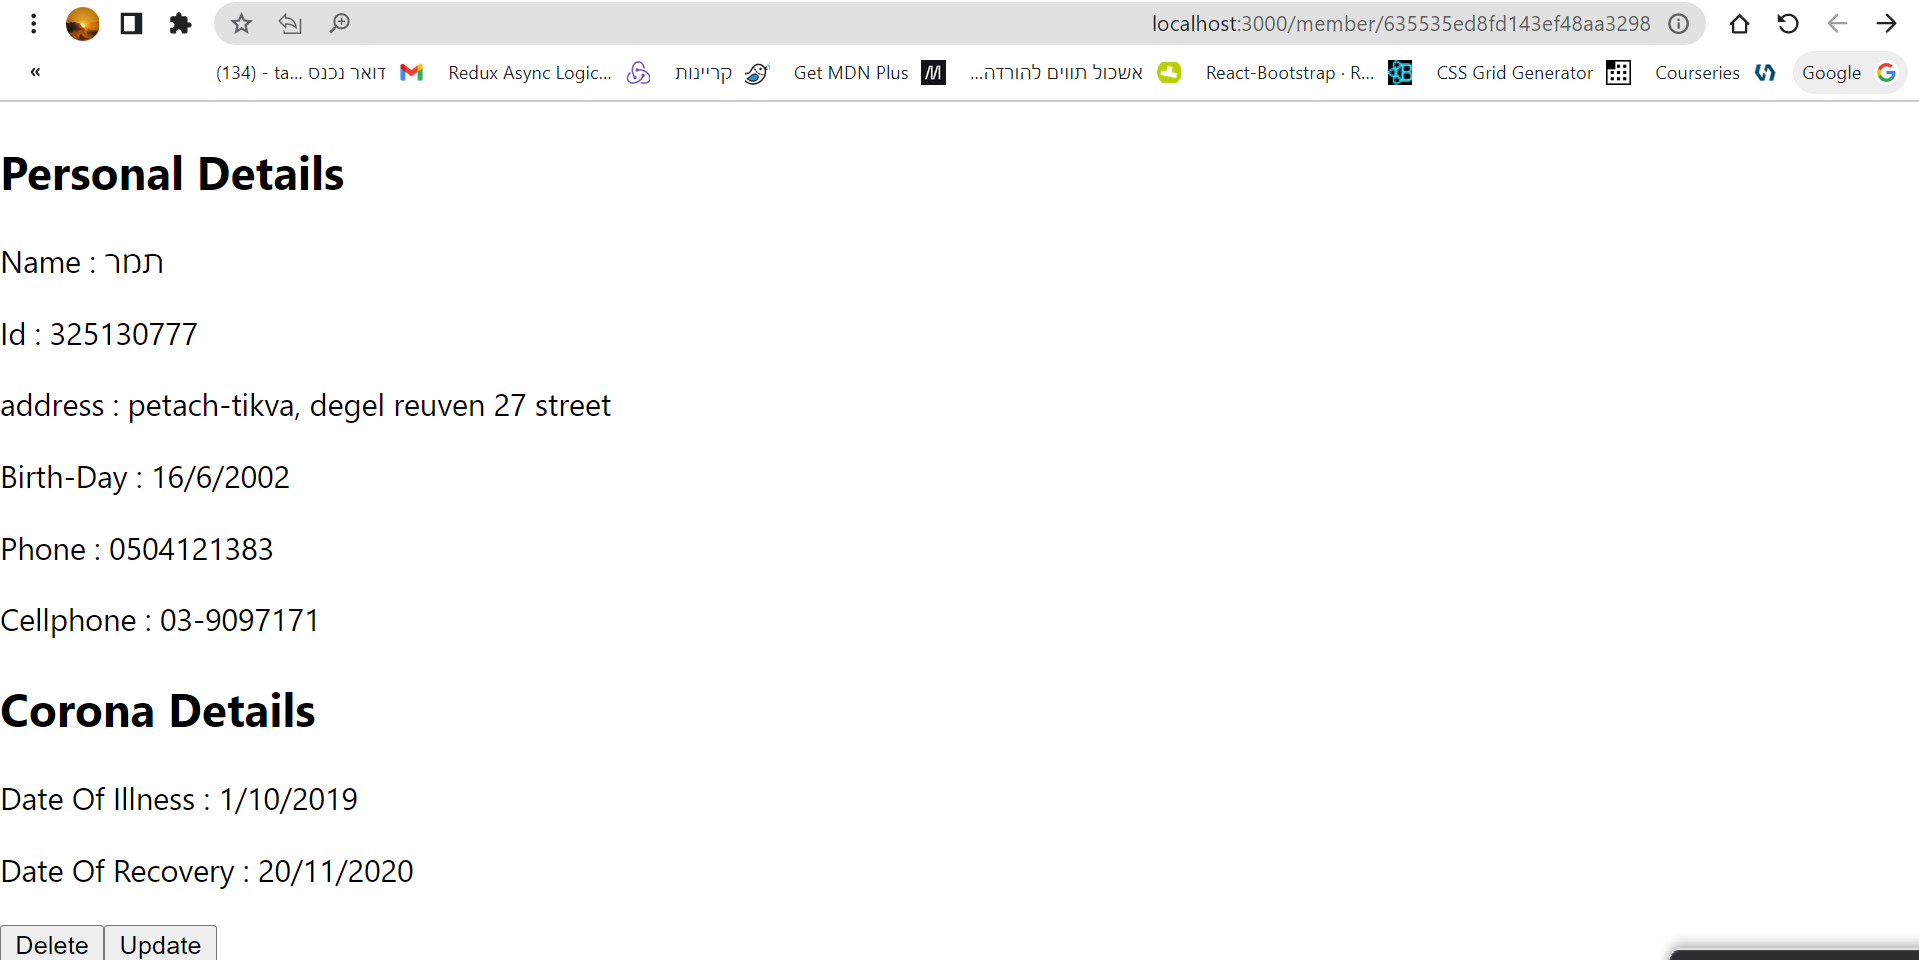 localhost:3000/member/635535ed8fd143ef48aa3298
«
(134) - ta... דואר נכנס
Redux Async Logic...
קריינות
Get MDN Plus
אשכול תווים להורדה...
React-Bootstrap · R...
CSS Grid Generator
Courseries
Google
Personal Details
Name : תמר
Id : 325130777
address : petach-tikva, degel reuven 27 street
Birth-Day : 16/6/2002
Phone : 0504121383
Cellphone : 03-9097171
Corona Details
Date Of Illness : 1/10/2019
Date Of Recovery : 20/11/2020
Delete Update